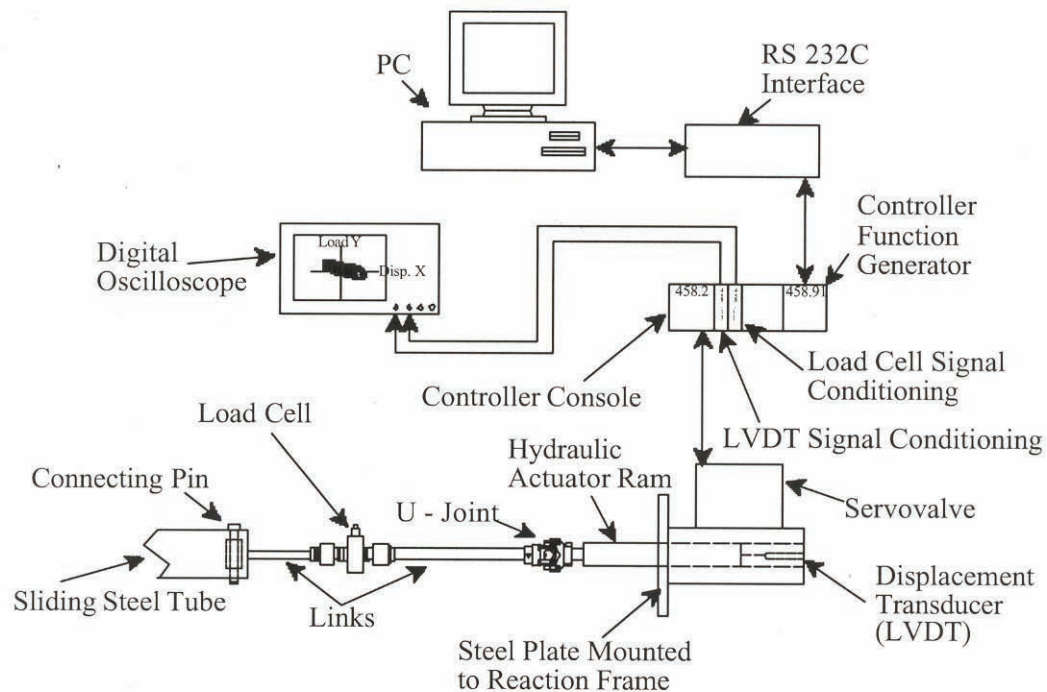 PC
RS 232C
Interface
Digital
Oscilloscope
Load Y
Disp. X
Controller
Function
Generator
458.2
458.91
Controller Console
Load Cell Signal
Conditioning
LVDT Signal Conditioning
Load Cell
Connecting Pin
Hydraulic
Actuator Ram
U - Joint
Servovalve
Sliding Steel Tube
Links
Displacement
Transducer
(LVDT)
Steel Plate Mounted
to Reaction Frame